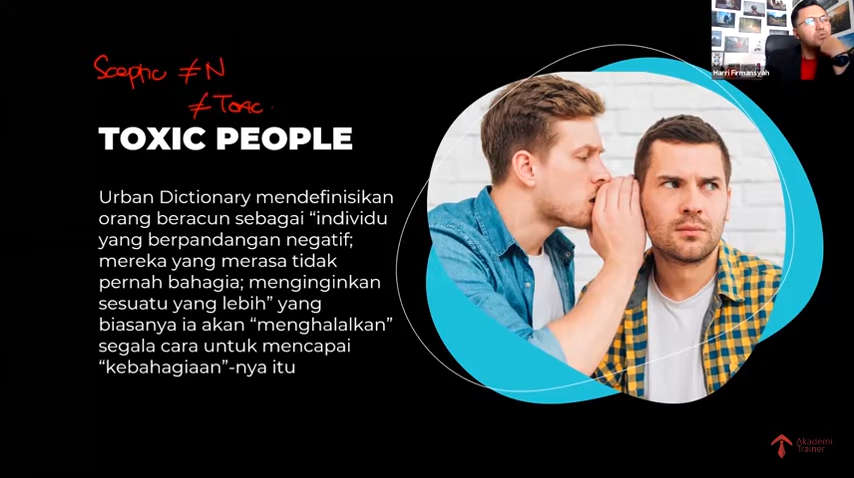 Harri Firmansyah
Sceptic ≠ N
≠ Toxic
TOXIC PEOPLE
Urban Dictionary mendefinisikan
orang beracun sebagai “individu
yang berpandangan negatif;
mereka yang merasa tidak
pernah bahagia; menginginkan
sesuatu yang lebih” yang
biasanya ia akan “menghalalkan”
segala cara untuk mencapai
“kebahagiaan”-nya itu
Akademi
Trainer